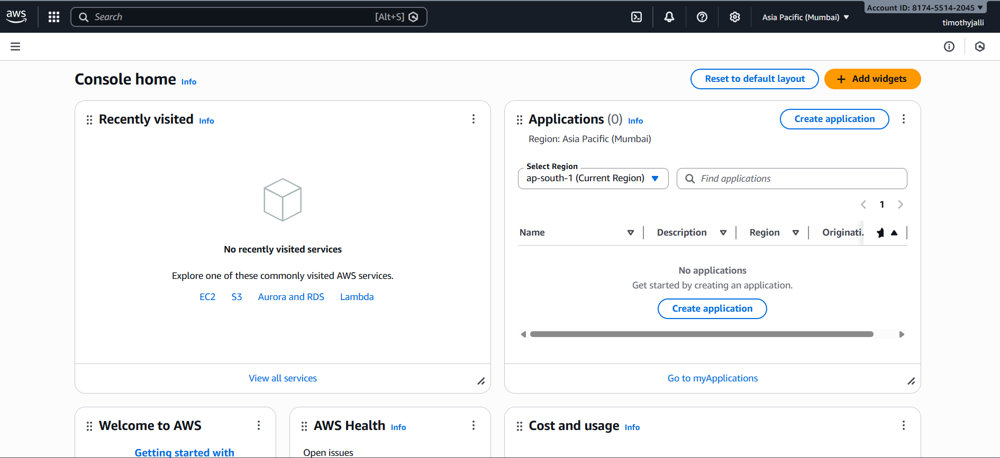 aws
Search
[Alt+S]
Asia Pacific (Mumbai)
Account ID: 8174-5514-2045
timothyjalli
Console home Info
Reset to default layout
Add widgets
Recently visited Info
No recently visited services
Explore one of these commonly visited AWS services.
EC2 S3 Aurora and RDS Lambda
View all services
Applications (0) Info
Create application
Region: Asia Pacific (Mumbai)
Select Region
ap-south-1 (Current Region)
Find applications
1
Name Description Region Originati.
No applications
Get started by creating an application.
Create application
Go to myApplications
Welcome to AWS
Getting started with
AWS Health Info
Open issues
Cost and usage Info